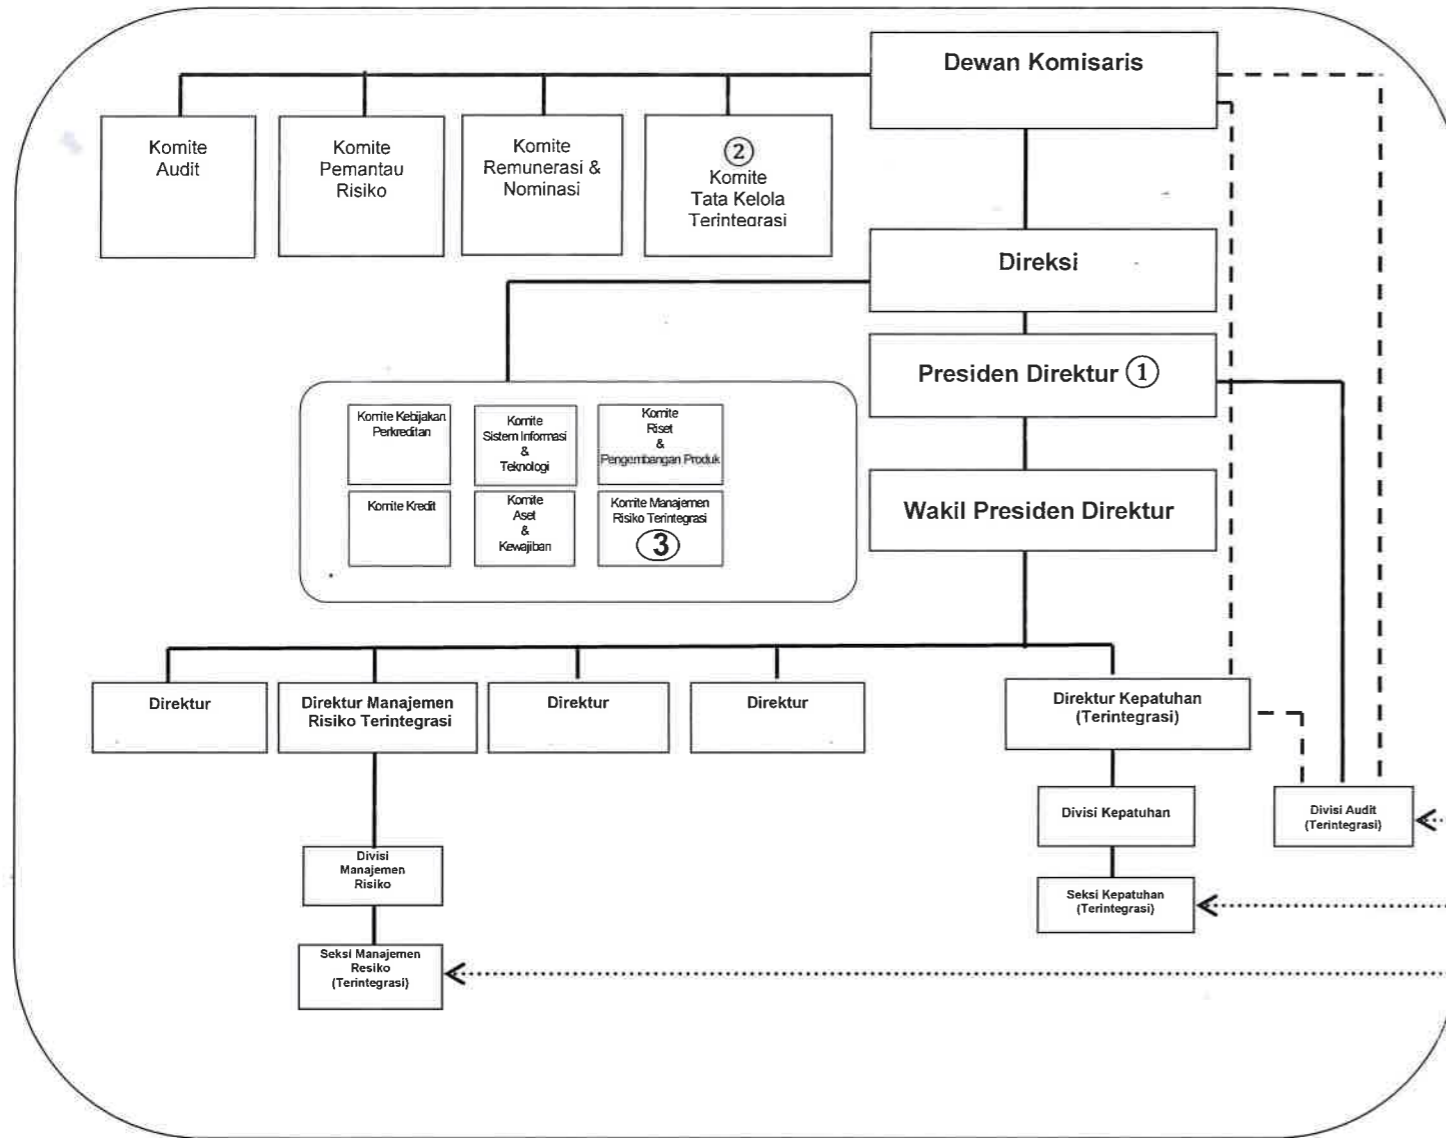 Dewan Komisaris
Komite
Audit
Komite
Pemantau
Risiko
Komite
Remunerasi &
Nominasi
②
Komite
Tata Kelola
Terintegrasi
Direksi
Presiden Direktur ①
Komite Kebijakan
Perkreditan
Komite
Sistem Informasi
&
Teknologi
Komite
Riset
&
Pengembangan Produk
Komite Kredit
Komite
Aset
&
Kewajiban
Komite Manajemen
Risiko Terintegrasi
③
Wakil Presiden Direktur
Direktur
Direktur Manajemen
Risiko Terintegrasi
Direktur
Direktur
Direktur Kepatuhan
(Terintegrasi)
Divisi Kepatuhan
Divisi Audit
(Terintegrasi)
Divisi
Manajemen
Risiko
Seksi Kepatuhan
(Terintegrasi)
Seksi Manajemen
Resiko
(Terintegrasi)